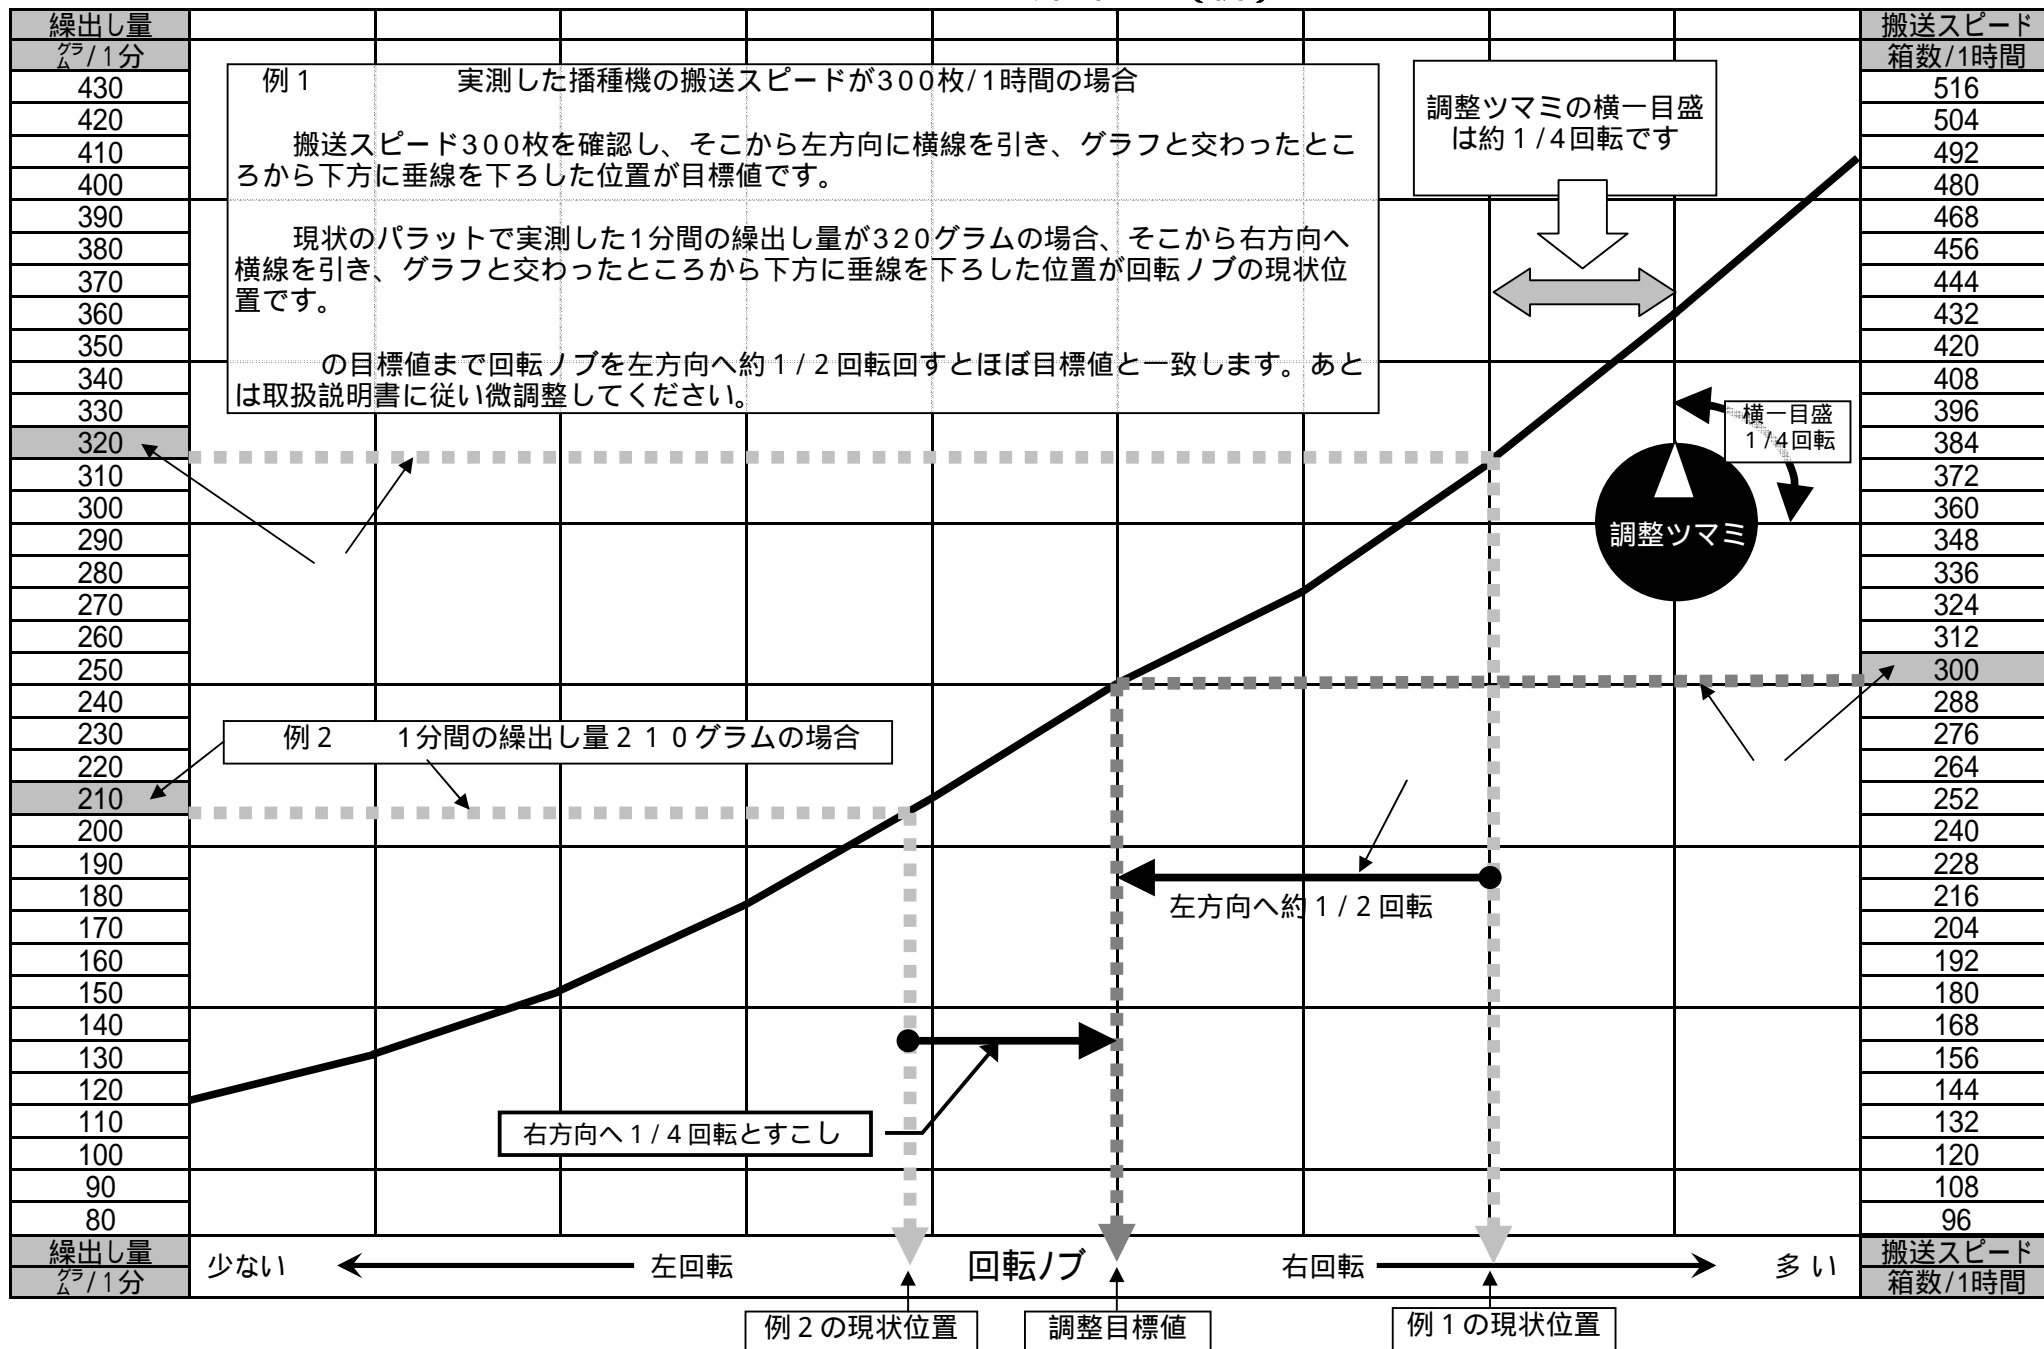 繰出し量
グラム/1分
430
420
410
400
390
380
370
360
350
340
330
320
310
300
290
280
270
260
250
240
230
220
210
200
190
180
170
160
150
140
130
120
110
100
90
80
繰出し量
グラム/1分
例1 実測した播種機の搬送スピードが300枚/1時間の場合
搬送スピード300枚を確認し、そこから左方向に横線を引き、グラフと交わったとこ
ろから下方に垂線を下ろした位置が目標値です。
現状のパラットで実測した1分間の繰出し量が320グラムの場合、そこから右方向へ
横線を引き、グラフと交わったところから下方に垂線を下ろした位置が回転ノブの現状位
置です。
の目標値まで回転ノブを左方向へ約1/2回転回すとほぼ目標値と一致します。あと
は取扱説明書に従い微調整してください。
調整ツマミの横一目盛
は約1/4回転です
横一目盛
1/4回転
調整ツマミ
例2 1分間の繰出し量210グラムの場合
左方向へ約1/2回転
右方向へ1/4回転とすこし
少ない 左回転 回転ノブ 右回転 多い
例2の現状位置
調整目標値
例1の現状位置
搬送スピード
箱数/1時間
516
504
492
480
468
456
444
432
420
408
396
384
372
360
348
336
324
312
300
288
276
264
252
240
228
216
204
192
180
168
156
144
132
120
108
96
搬送スピード
箱数/1時間